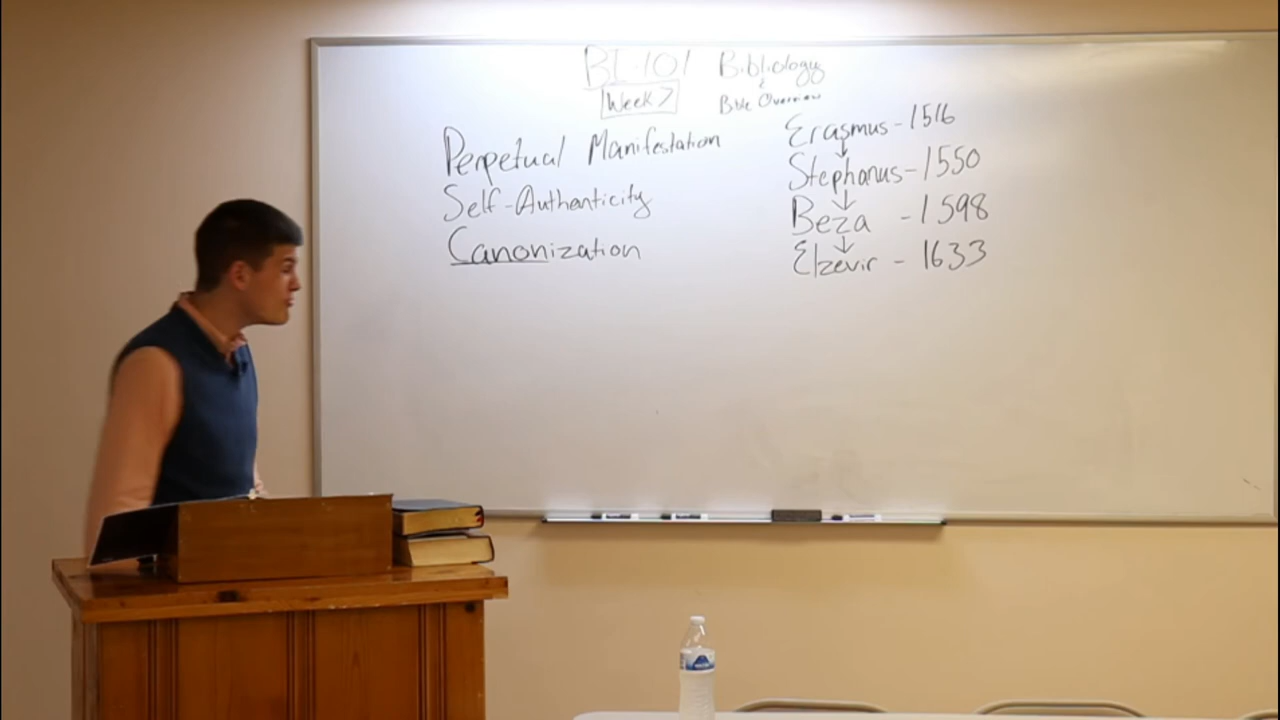 BI-101 Bibliology
&
Week 7 Bible Overview
Perpetual Manifestation
Self-Authenticity
Canonization
Erasmus - 1516
↓
Stephanus - 1550
↓
Beza - 1598
↓
Elzevir - 1633